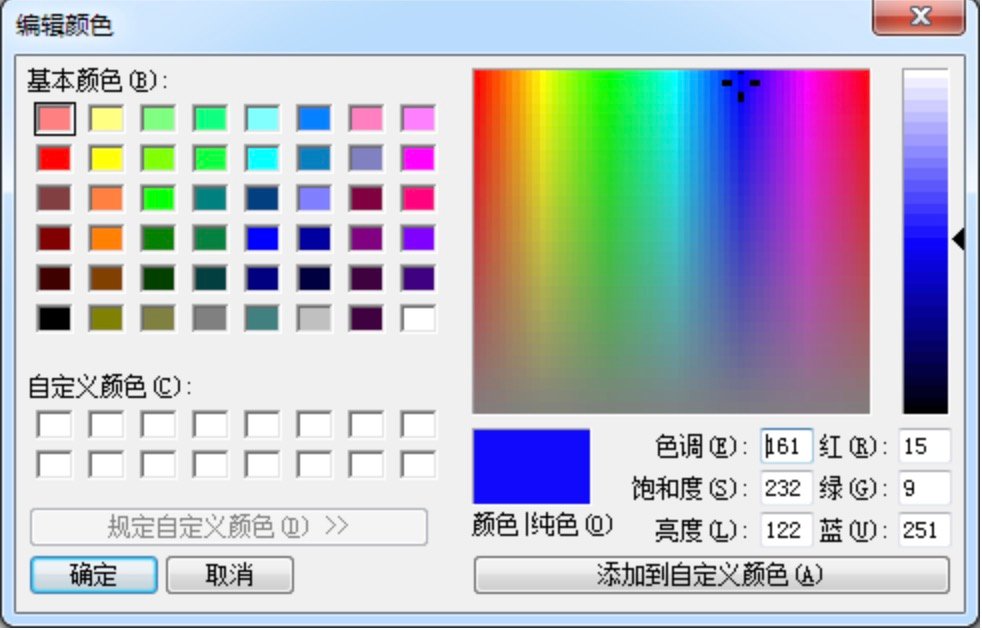 编辑颜色
基本颜色(B):
自定义颜色(C):
规定自定义颜色(D) >>
确定 取消
颜色|纯色(O)
色调(E): 161 红(R): 15
饱和度(S): 232 绿(G): 9
亮度(L): 122 蓝(U): 251
添加到自定义颜色(A)